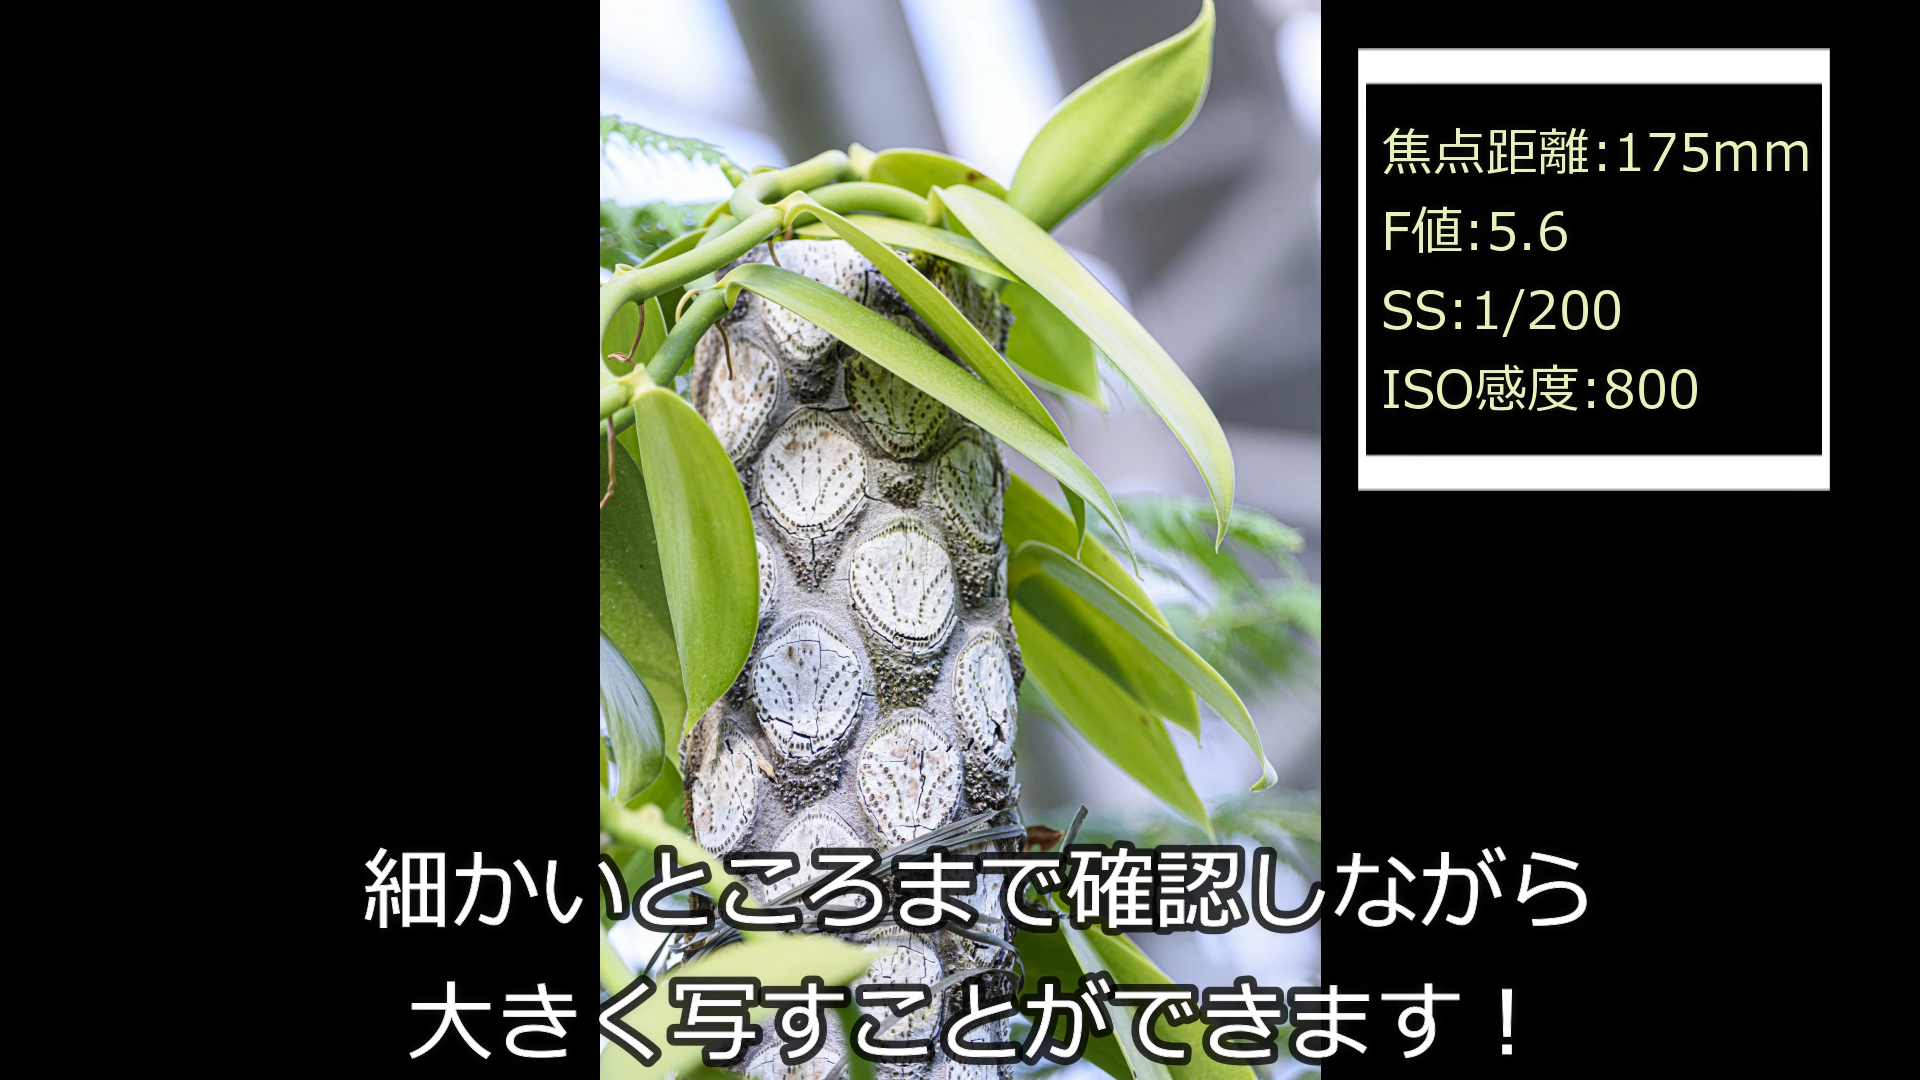 焦点距離:175mm
F値:5.6
SS:1/200
ISO感度:800
細かいところまで確認しながら
大きく写すことができます！